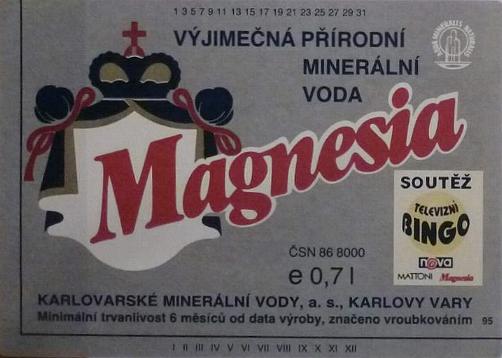 1 3 5 7 9 11 13 15 17 19 21 23 25 27 29 31
VÝJIMEČNÁ PŘÍRODNÍ
MINERÁLNÍ
VODA
Magnesia
SOUTĚŽ
TELEVIZNÍ
BINGO
nova
MATTONI Magnesia
ČSN 86 8000
e 0,7 l
KARLOVARSKÉ MINERÁLNÍ VODY, a. s., KARLOVY VARY
Minimální trvanlivost 6 měsíců od data výroby, značeno vroubkováním 95
I II III IV V VI VII VIII IX X XI XII